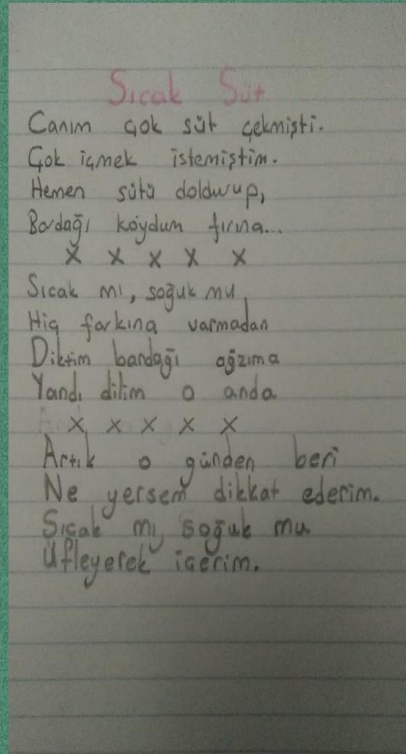 Sıcak Süt
Canım çok süt çekmişti.
Çok içmek istemiştim.
Hemen sütü doldurup,
Bardağı koydum fırına...
X X X X X
Sıcak mı, soğuk mu
Hiç farkına varmadan
Diktim bardağı ağzıma
Yandı dilim o anda
X X X X X
Artık o günden beri
Ne yersem dikkat ederim.
Sıcak mı, soğuk mu
Üfleyerek içerim.